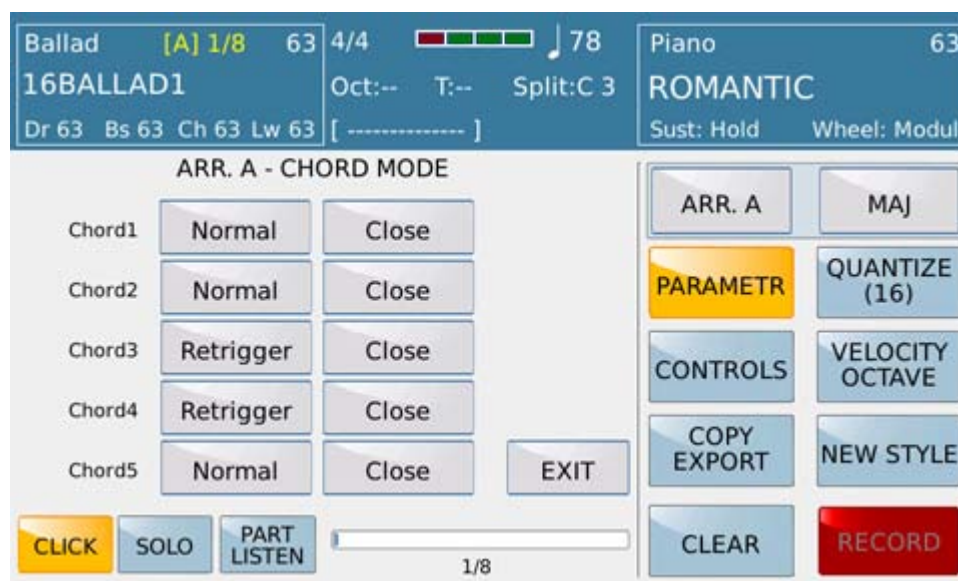 Ballad [A] 1/8 63
16BALLAD1
Dr 63 Bs 63 Ch 63 Lw 63
4/4 78
Oct:-- T:-- Split:C 3
[ -------------- ]
Piano 63
ROMANTIC
Sust: Hold Wheel: Modul
ARR. A - CHORD MODE
Chord1 Normal Close
Chord2 Normal Close
Chord3 Retrigger Close
Chord4 Retrigger Close
Chord5 Normal Close EXIT
CLICK SOLO PART
LISTEN
1/8
ARR. A MAJ
PARAMETR QUANTIZE
(16)
CONTROLS VELOCITY
OCTAVE
COPY
EXPORT NEW STYLE
CLEAR RECORD